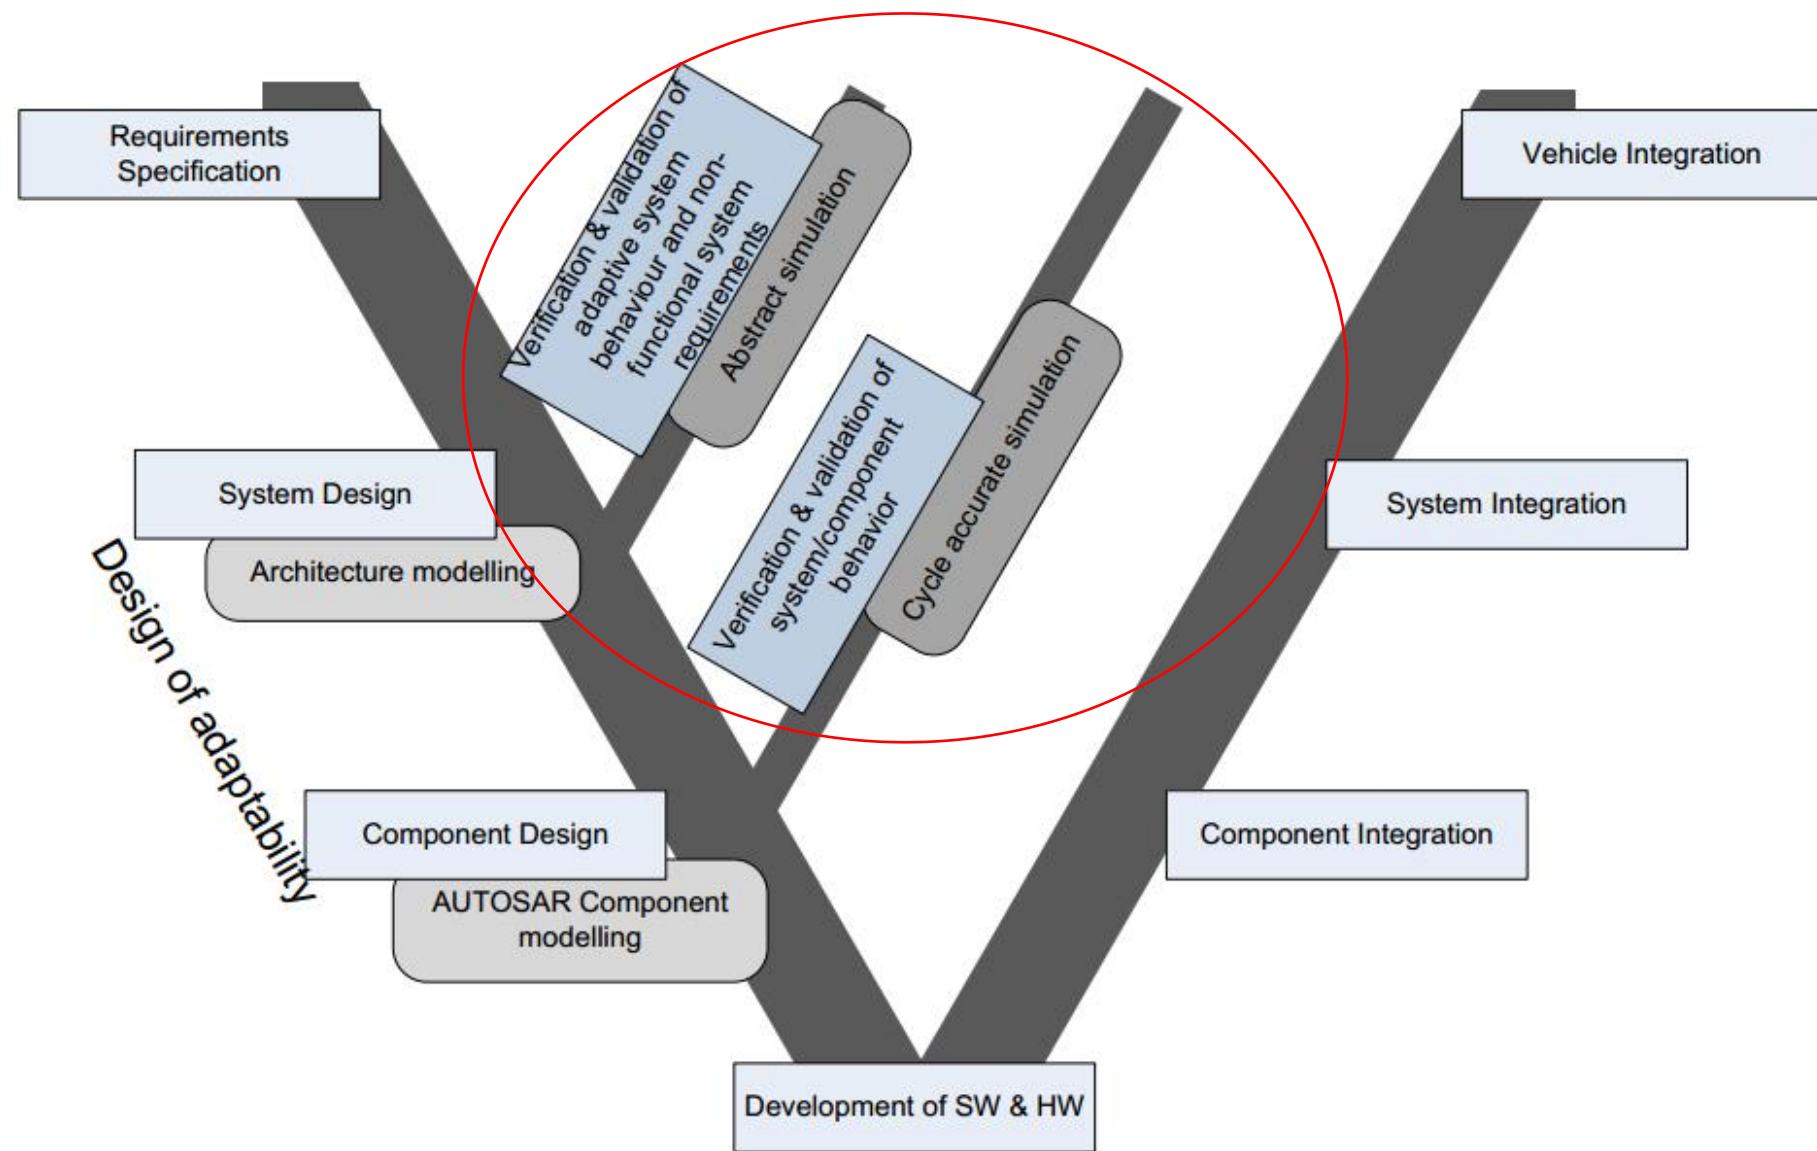 Requirements
Specification
Verification & validation of
adaptive system
behaviour and non-
functional system
requirements
Abstract simulation
Vehicle Integration
System Design
Architecture modelling
Verification & validation of
system/component
behavior
Cycle accurate simulation
System Integration
Design of adaptability
Component Design
AUTOSAR Component
modelling
Component Integration
Development of SW & HW